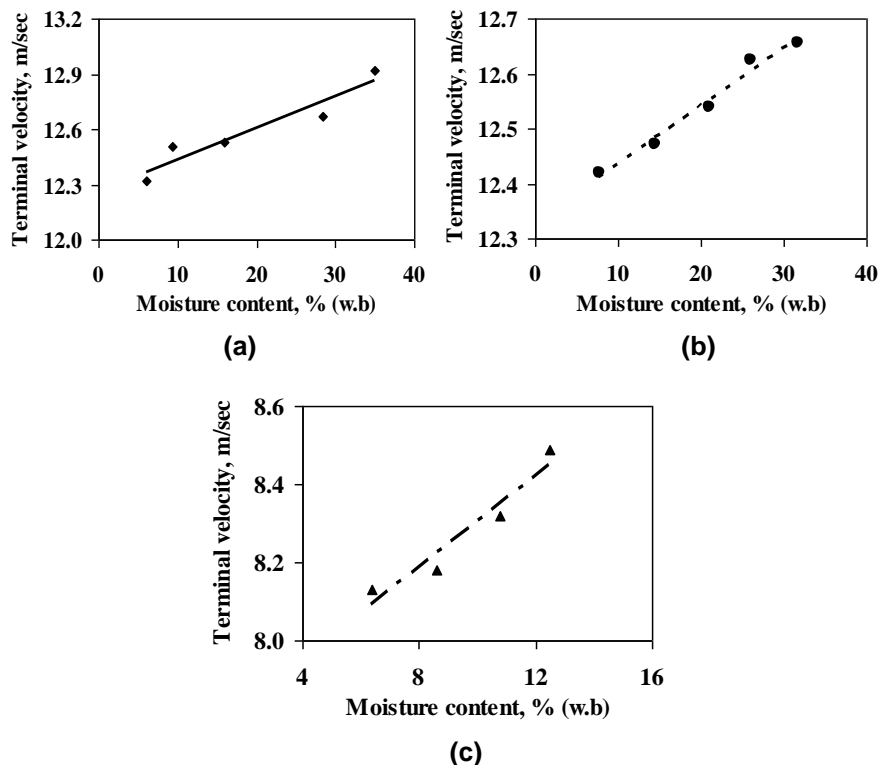 Terminal velocity, m/sec
13.2
12.9
12.6
12.3
12.0
0 10 20 30 40
Moisture content, % (w.b)
(a)
Terminal velocity, m/sec
12.7
12.6
12.5
12.4
12.3
0 10 20 30 40
Moisture content, % (w.b)
(b)
Terminal velocity, m/sec
8.6
8.4
8.2
8.0
4 8 12 16
Moisture content, % (w.b)
(c)